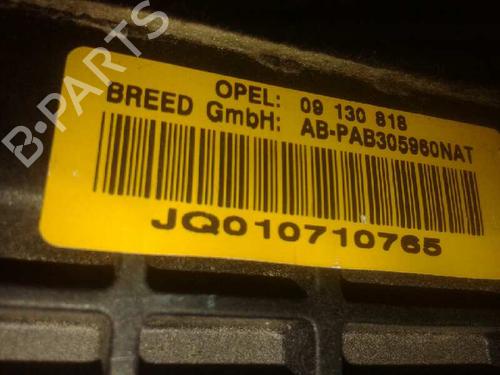 B-PARTS
OPEL: 09 130 818
BREED GmbH: AB-PAB305960NAT
JQ010710765